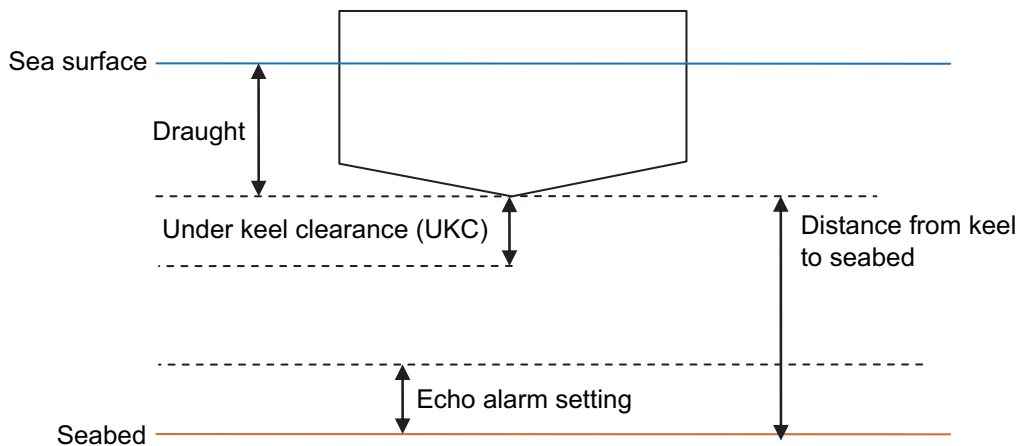 Sea surface
Draught
Under keel clearance (UKC)
Distance from keel
to seabed
Echo alarm setting
Seabed